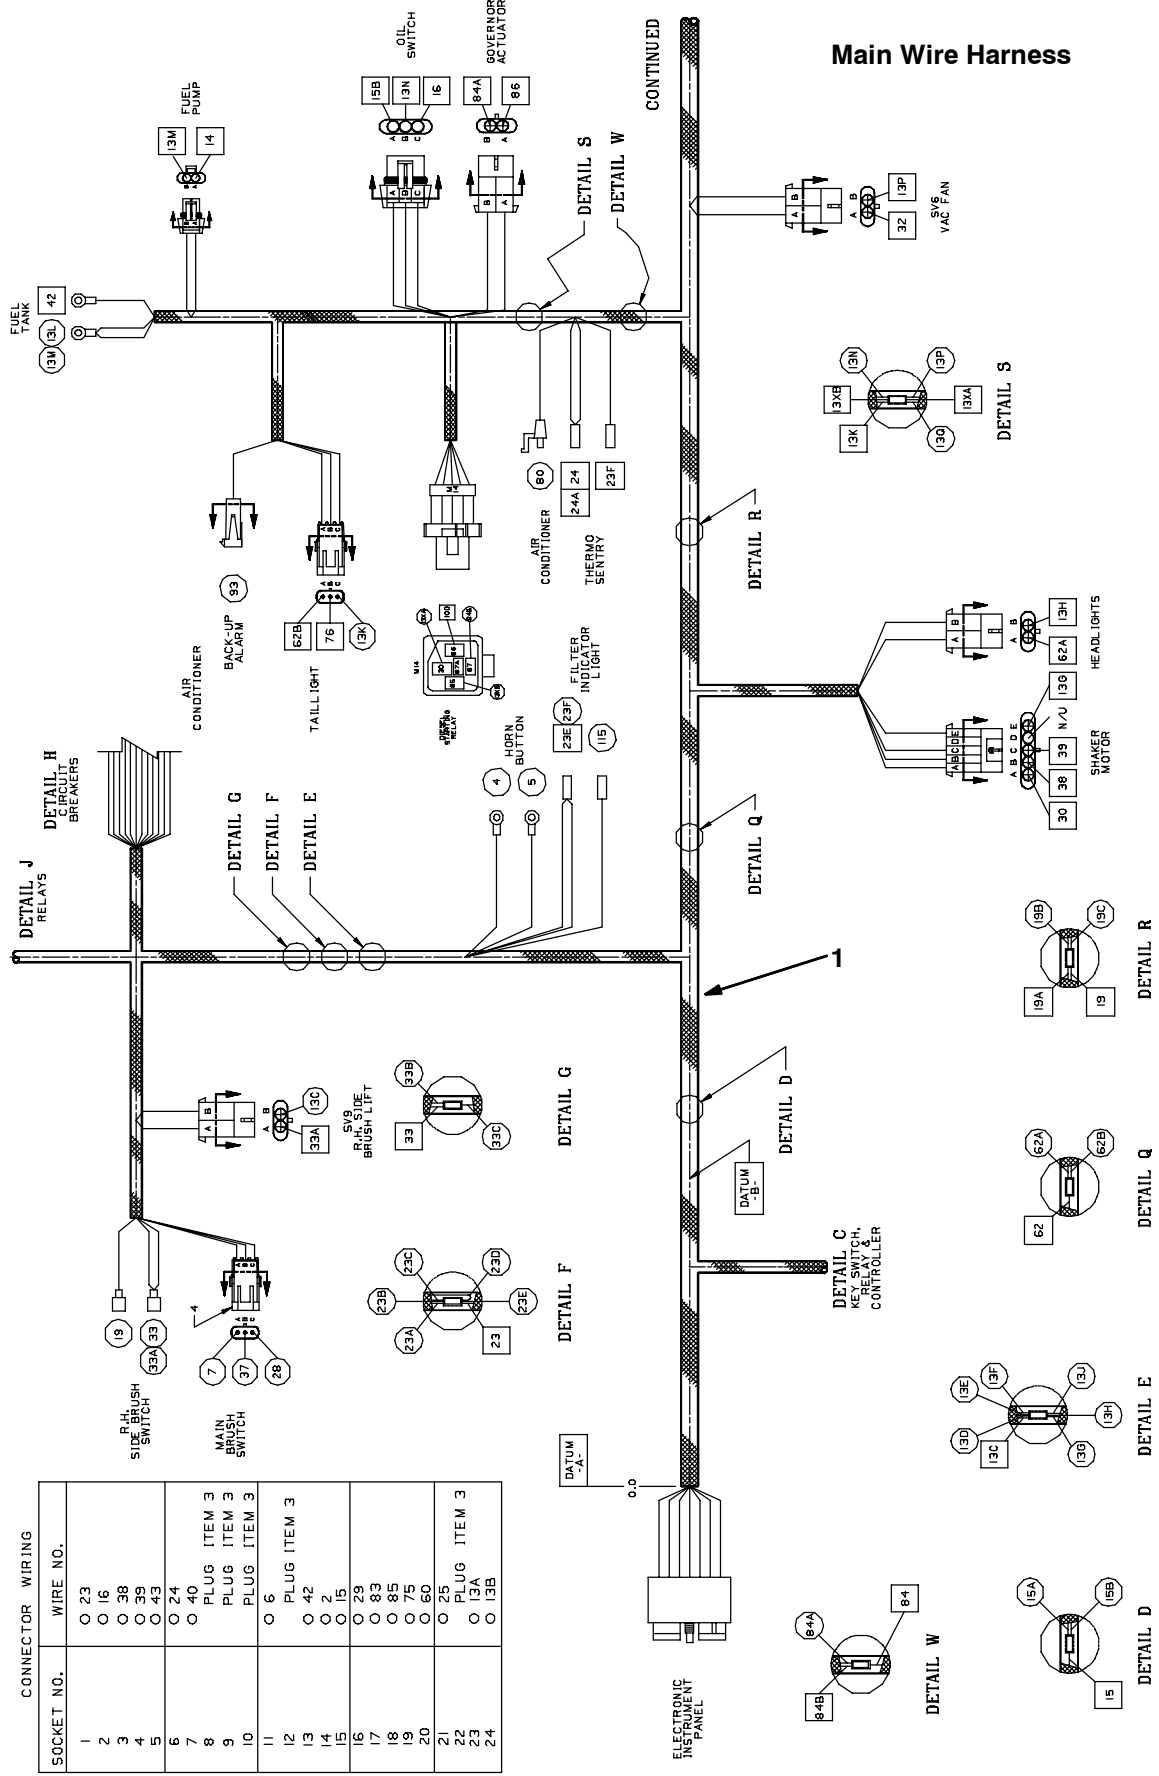 Main Wire Harness
CONNECTOR WIRING
SOCKET NO. WIRE NO.
1 O 23
2 O 16
3 O 38
4 O 39
5 O 43
6 O 24
7 O 40
8 PLUG ITEM 3
9 PLUG ITEM 3
10 PLUG ITEM 3
11 O 6
12 PLUG ITEM 3
13 O 42
14 O 2
15 O 15
16 O 29
17 O 83
18 O 85
19 O 75
20 O 60
21 O 25
22 PLUG ITEM 3
23 O 13A
24 O 13B
R.H.
SIDE BRUSH
SWITCH
19
33
33A
MAIN
BRUSH
SWITCH
7
37
28
A
B
C
4
A
B
C
SV9
R.H. SIDE
BRUSH LIFT
A B
A B
33A
13C
DETAIL J
RELAYS
DETAIL H
CIRCUIT
BREAKERS
DETAIL G
DETAIL F
DETAIL E
4
5
HORN
BUTTON
23E
23F
115
FILTER
INDICATOR
LIGHT
AIR
CONDITIONER
BACK-UP
ALARM
93
TAILLIGHT
62B
76
13K
A
B
C
A
B
C
M14
STARTING
RELAY
30
86
87A
85
87
10D
M14
FUEL
TANK
13M
13L
42
FUEL
PUMP
13M
14
B
A
B
A
OIL
SWITCH
15B
13N
16
A
B
C
A
B
C
GOVERNOR
ACTUATOR
84A
86
B
A
B
A
AIR
CONDITIONER
80
24A
24
23F
THERMO
SENTRY
DETAIL S
DETAIL W
CONTINUED
SV6
VAC FAN
A B
A B
32
13P
DETAIL R
DETAIL Q
DETAIL D
1
DATUM
-B-
DATUM
-A-
0.0
ELECTRONIC
INSTRUMENT
PANEL
DETAIL C
KEY SWITCH,
RELAY &
CONTROLLER
HEADLIGHTS
A B
A B
62A
13H
SHAKER
MOTOR
A B C D E
A B C D E
30
38
39
N/U
13G
13XB
13N
13K
13P
13Q
13XA
DETAIL S
33
33B
33C
DETAIL G
23A
23B
23C
23D
23
23E
DETAIL F
19A
19B
19
19C
DETAIL R
62
62A
62B
DETAIL Q
13D
13E
13F
13C
13J
13G
13H
DETAIL E
84B
84A
84
DETAIL W
15
15A
15B
DETAIL D